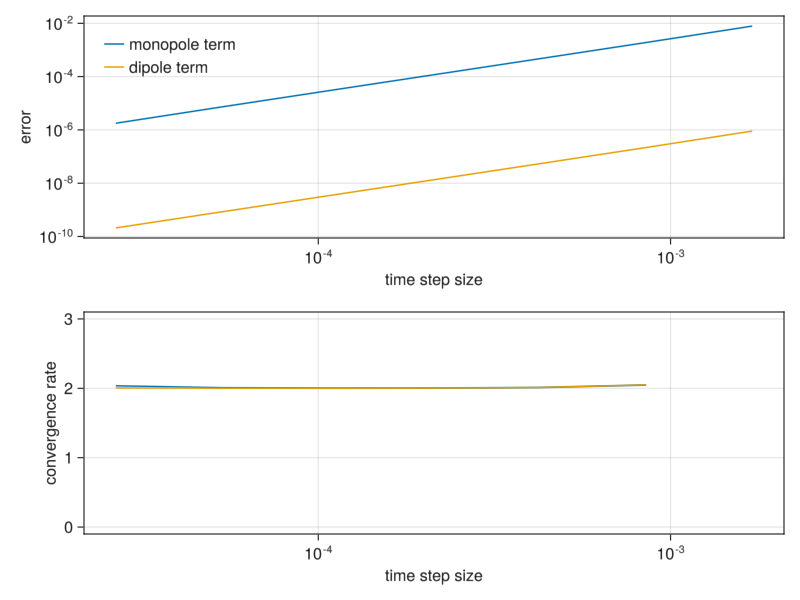 10⁻²
10⁻⁴
10⁻⁶
10⁻⁸
10⁻¹⁰
error
monopole term
dipole term
10⁻⁴ 10⁻³
time step size
3
2
1
0
convergence rate
10⁻⁴ 10⁻³
time step size